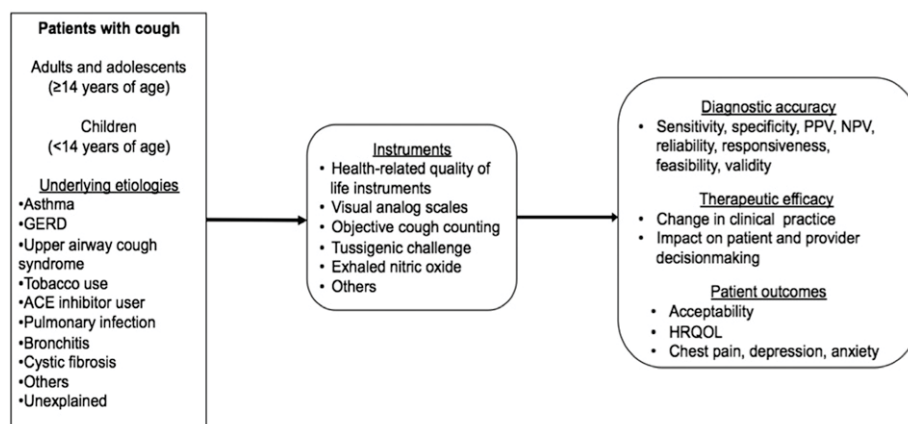 Patients with cough
Adults and adolescents
(≥14 years of age)
Children
(<14 years of age)
Underlying etiologies
•Asthma
•GERD
•Upper airway cough
syndrome
•Tobacco use
•ACE inhibitor user
•Pulmonary infection
•Bronchitis
•Cystic fibrosis
•Others
•Unexplained
Instruments
• Health-related quality of
life instruments
• Visual analog scales
• Objective cough counting
• Tussigenic challenge
• Exhaled nitric oxide
• Others
Diagnostic accuracy
• Sensitivity, specificity, PPV, NPV,
reliability, responsiveness,
feasibility, validity
Therapeutic efficacy
• Change in clinical practice
• Impact on patient and provider
decisionmaking
Patient outcomes
• Acceptability
• HRQOL
• Chest pain, depression, anxiety